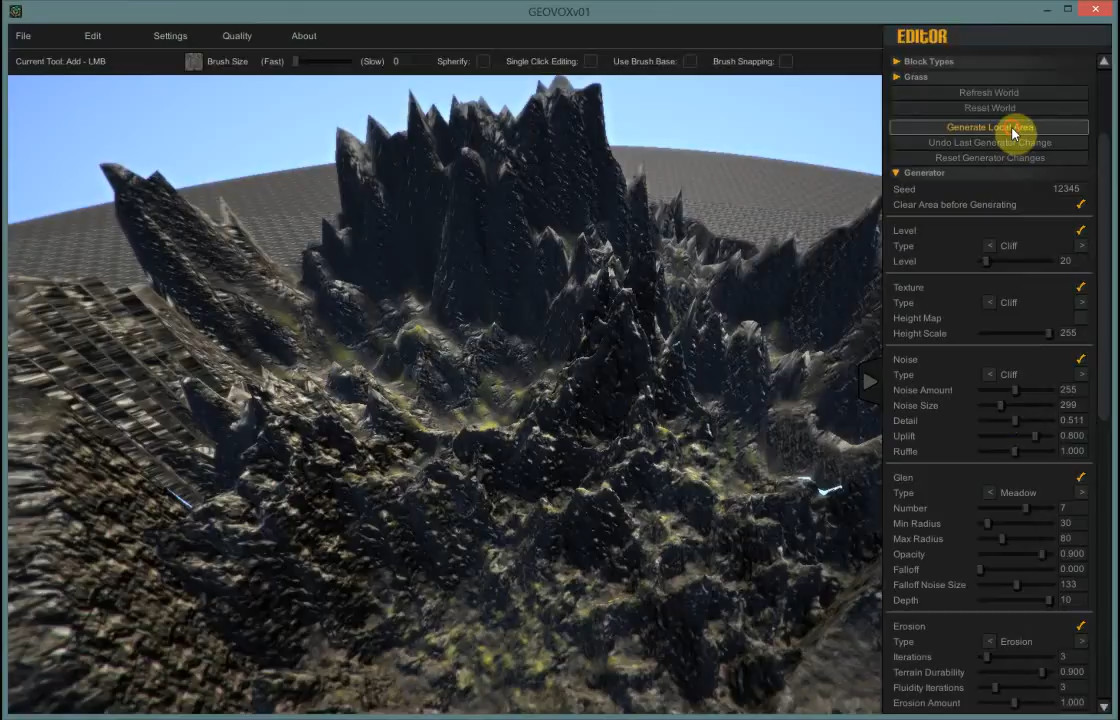 GEOVOXv01
File Edit Settings Quality About
EDITOR
Current Tool: Add - LMB Brush Size (Fast) (Slow) 0 Spherify: Single Click Editing: Use Brush Base: Brush Snapping:
Block Types
Grass
Refresh World
Reset World
Generate Local Area
Undo Last Generator Change
Reset Generator Changes
Generator
Seed 12345
Clear Area before Generating
Level
Type < Cliff >
Level 20
Texture
Type < Cliff >
Height Map
Height Scale 255
Noise
Type < Cliff >
Noise Amount 255
Noise Size 299
Detail 0.511
Uplift 0.800
Ruffle 1.000
Glen
Type < Meadow >
Number 7
Min Radius 30
Max Radius 80
Opacity 0.900
Falloff 0.000
Falloff Noise Size 133
Depth 10
Erosion
Type < Erosion >
Iterations 3
Terrain Durability 0.900
Fluidity Iterations 3
Erosion Amount 1.000